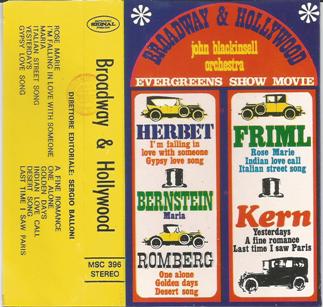 SIGNAL
ROSE MARIE
I'M FALLING IN LOVE WITH SOMEONE
MARIA
ITALIAN STREET SONG
YESTERDAYS
GYPSY LOVE SONG
A FINE ROMANCE
ONE ALONE
GOLDEN DAYS
INDIAN LOVE CALL
DESERT SONG
LAST TIME I SAW PARIS
DIRETTORE EDITORIALE: SERGIO BALLONI
Broadway & Hollywood
MSC 396
STEREO
BROADWAY & HOLLYWOOD
john blackinsell
orchestra
EVERGREENS SHOW MOVIE
HERBET
I'm falling in love
with someone
Gypsy love song
BERNSTEIN
Maria
ROMBERG
One alone
Golden days
Desert song
FRIML
Rose Marie
Indian love call
Italian street song
Kern
Yesterdays
A fine romance
Last time I saw Paris